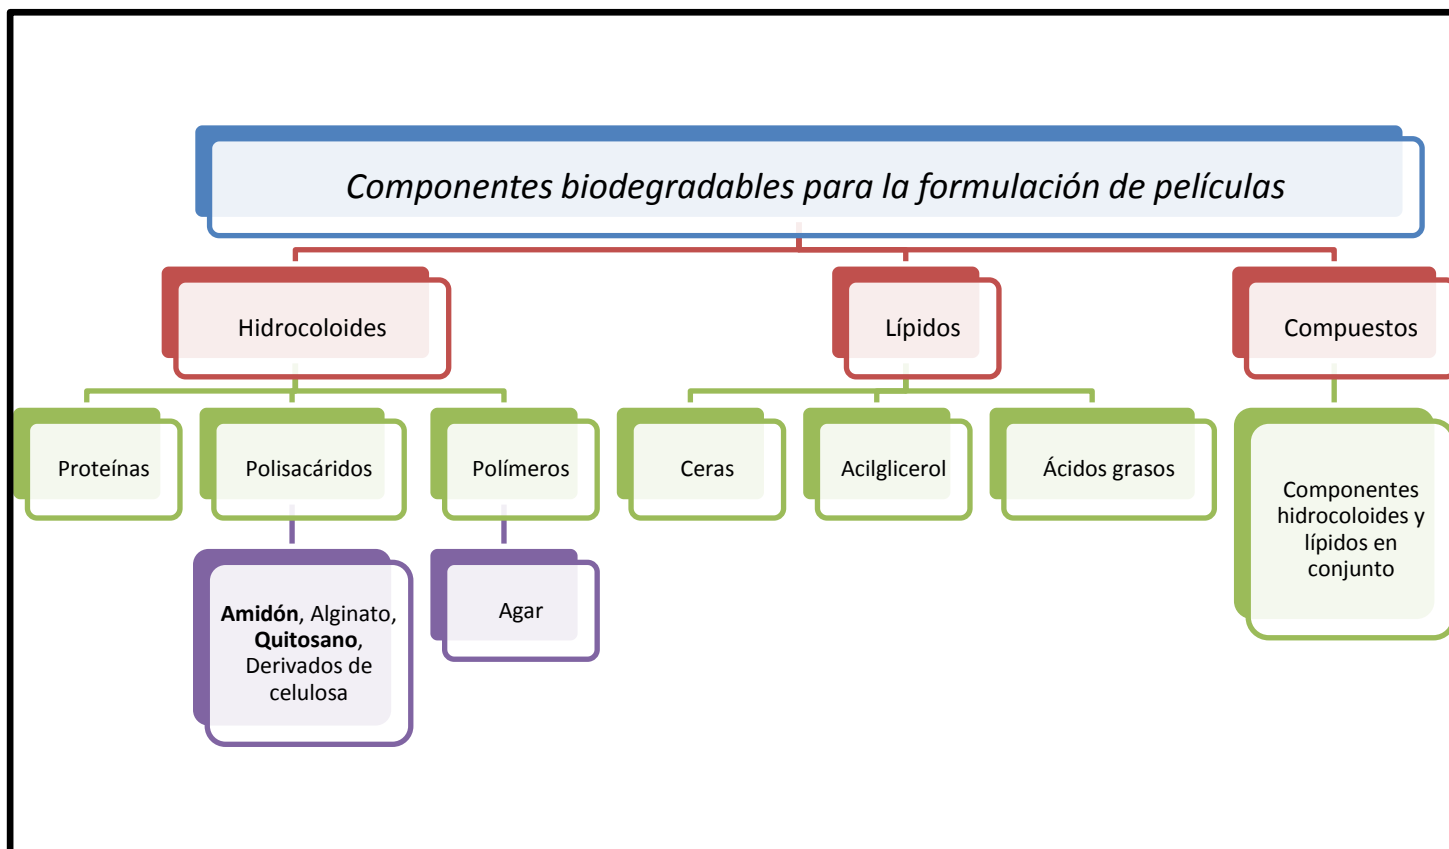 Componentes biodegradables para la formulación de películas
Hidrocoloides
Lípidos
Compuestos
Proteínas
Polisacáridos
Polímeros
Ceras
Acilglicerol
Ácidos grasos
Componentes
hidrocoloides y
lípidos en
conjunto
Amidón, Alginato,
Quitosano,
Derivados de
celulosa
Agar